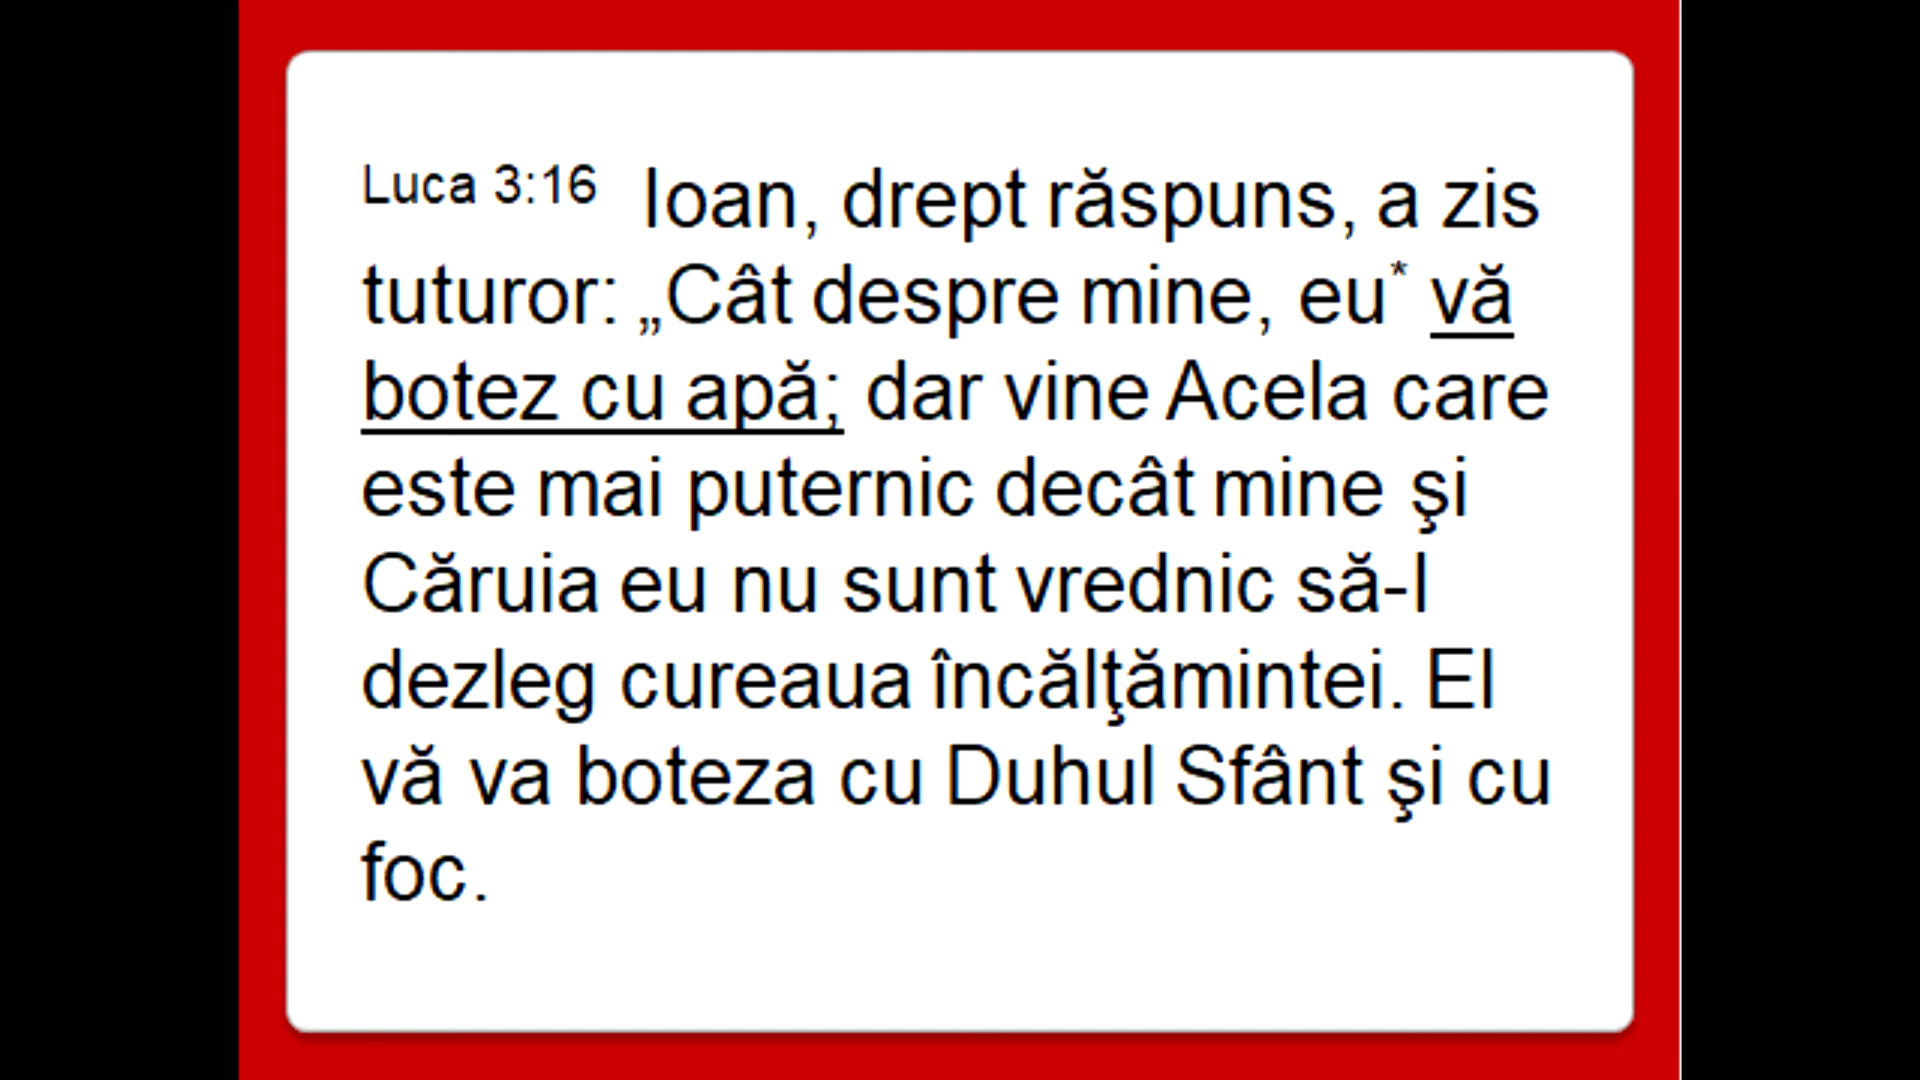 Luca 3:16 Ioan, drept răspuns, a zis
tuturor: „Cât despre mine, eu* vă
botez cu apă; dar vine Acela care
este mai puternic decât mine şi
Căruia eu nu sunt vrednic să-I
dezleg cureaua încălţămintei. El
vă va boteza cu Duhul Sfânt şi cu
foc.